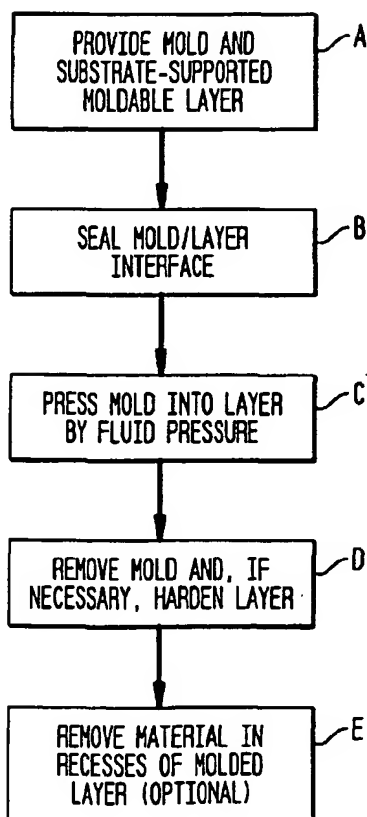 PROVIDE MOLD AND
SUBSTRATE-SUPPORTED
MOLDABLE LAYER
A
SEAL MOLD/LAYER
INTERFACE
B
PRESS MOLD INTO LAYER
BY FLUID PRESSURE
C
REMOVE MOLD AND, IF
NECESSARY, HARDEN LAYER
D
REMOVE MATERIAL IN
RECESSES OF MOLDED
LAYER (OPTIONAL)
E